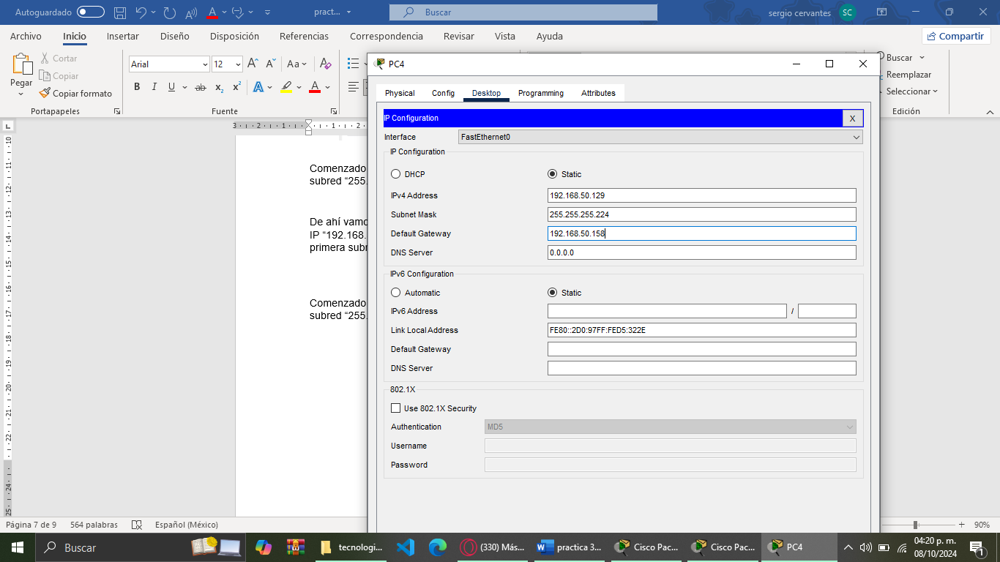 Autoguardado
pract...
Buscar
sergio cervantes
SC
Archivo
Inicio
Insertar
Diseño
Disposición
Referencias
Correspondencia
Revisar
Vista
Ayuda
Compartir
Pegar
Cortar
Copiar
Copiar formato
Portapapeles
Arial
12
Fuente
Buscar
Reemplazar
Seleccionar
Edición
Comenzado
subred “255.
De ahí vamo
IP “192.168.
primera subr
Comenzado
subred “255.
PC4
Physical
Config
Desktop
Programming
Attributes
IP Configuration
X
Interface
FastEthernet0
IP Configuration
DHCP
Static
IPv4 Address
192.168.50.129
Subnet Mask
255.255.255.224
Default Gateway
192.168.50.158
DNS Server
0.0.0.0
IPv6 Configuration
Automatic
Static
IPv6 Address
/
Link Local Address
FE80::2D0:97FF:FED5:322E
Default Gateway
DNS Server
802.1X
Use 802.1X Security
Authentication
MD5
Username
Password
Página 7 de 9
564 palabras
Español (México)
90%
Buscar
tecnologi...
(330) Más...
practica 3...
Cisco Pac...
Cisco Pac...
PC4
04:20 p. m.
08/10/2024
1